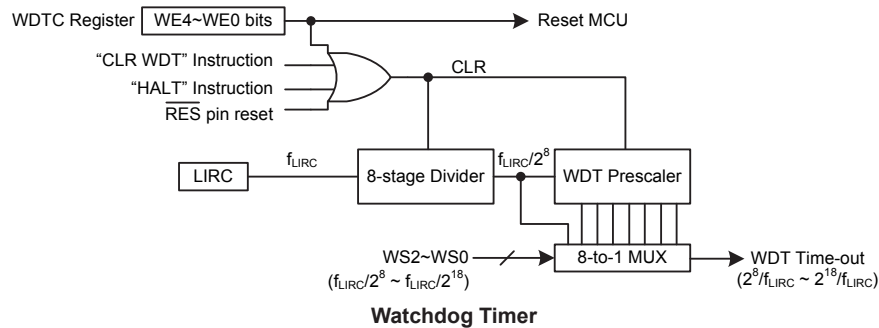 WDTC Register WE4~WE0 bits Reset MCU
“CLR WDT” Instruction
CLR
“HALT” Instruction
RES pin reset
fLIRC fLIRC/2⁸
LIRC 8-stage Divider WDT Prescaler
WS2~WS0 8-to-1 MUX WDT Time-out
(fLIRC/2⁸ ~ fLIRC/2¹⁸) (2⁸/fLIRC ~ 2¹⁸/fLIRC)
Watchdog Timer